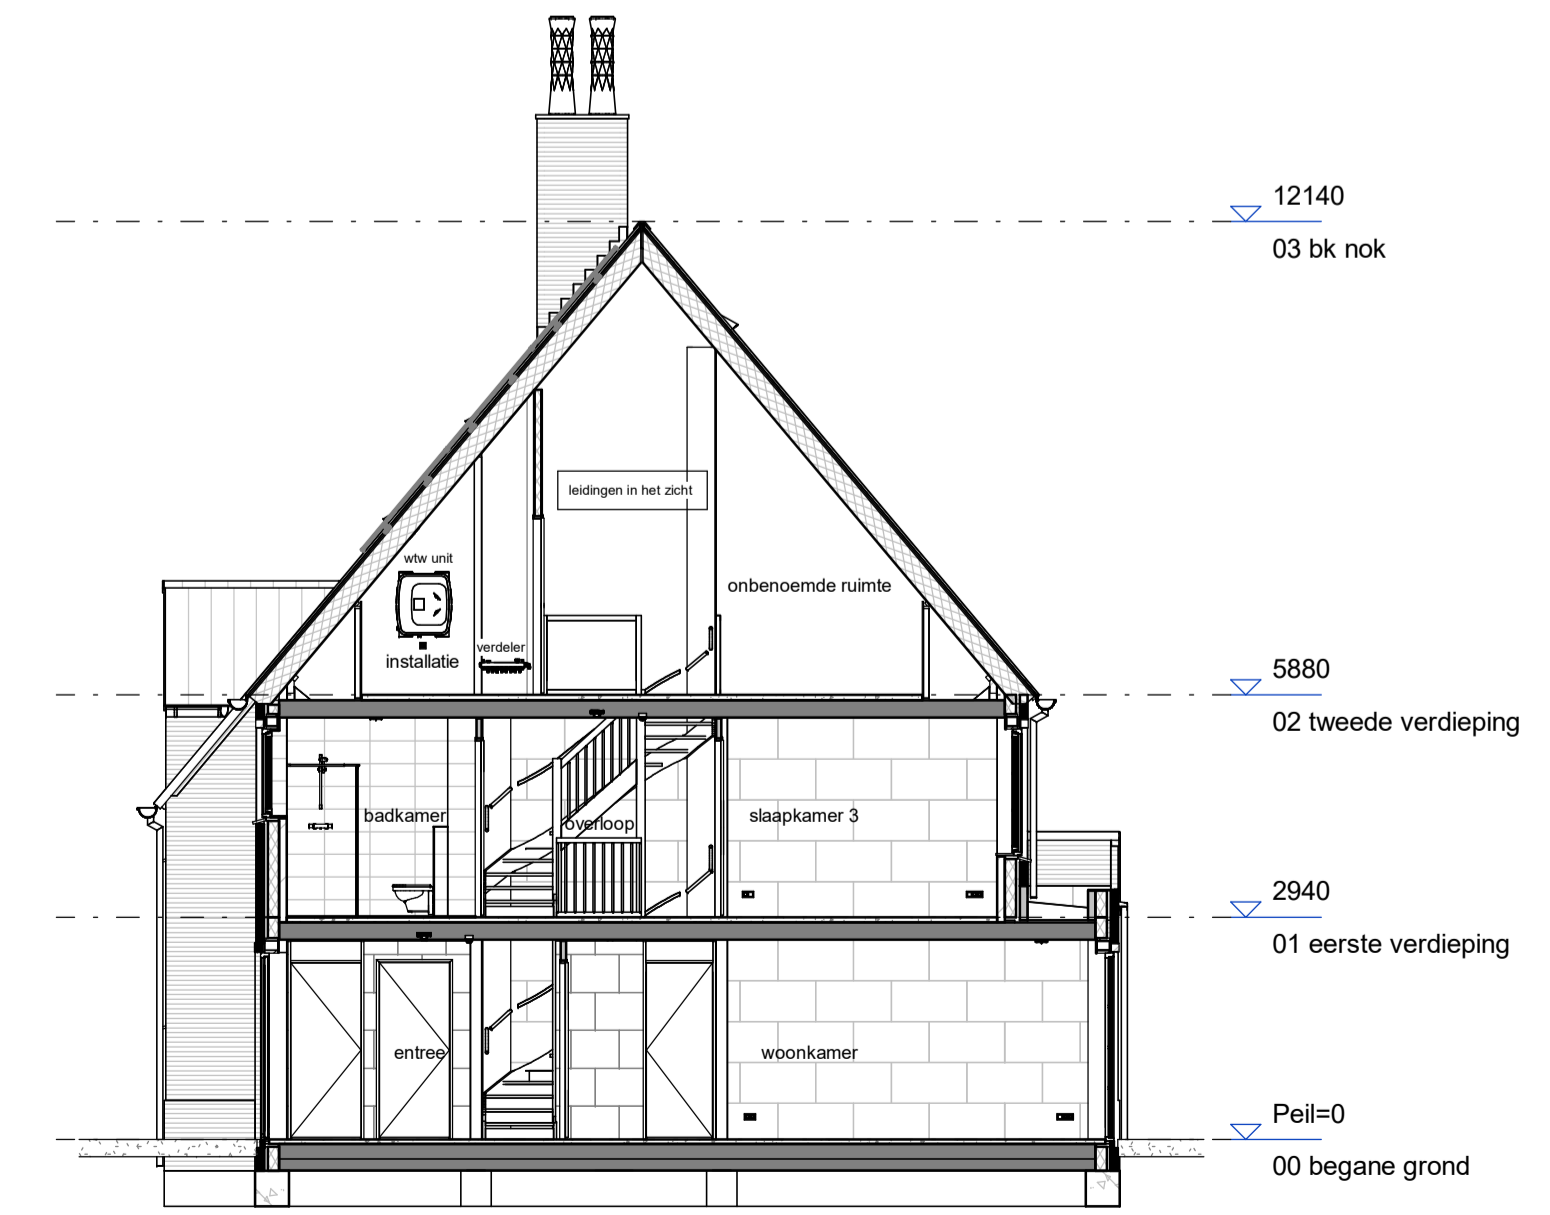 12140
03 bk nok
leidingen in het zicht
wtw unit
onbenoemde ruimte
verdeler
installatie
5880
02 tweede verdieping
badkamer
overloop
slaapkamer 3
2940
01 eerste verdieping
entree
woonkamer
Peil=0
00 begane grond